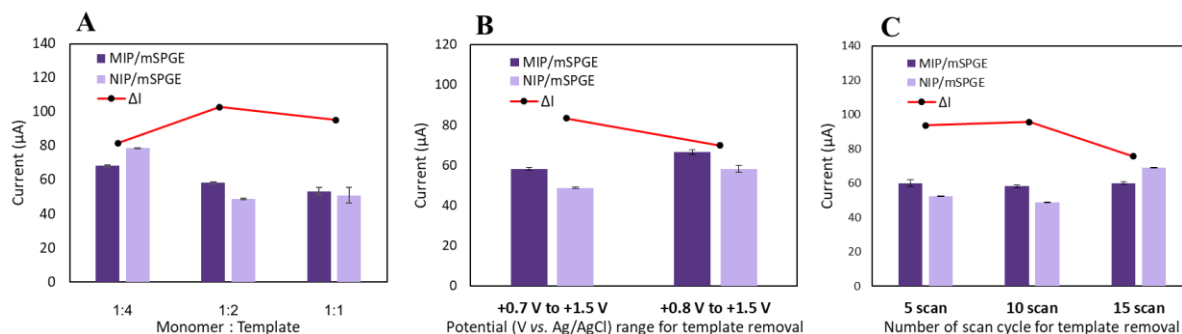 A
140
120
100
80
60
40
20
0
Current (µA)
MIP/mSPGE
NIP/mSPGE
ΔI
1:4 1:2 1:1
Monomer : Template
B
120
100
80
60
40
20
0
Current (µA)
MIP/mSPGE
NIP/mSPGE
ΔI
+0.7 V to +1.5 V +0.8 V to +1.5 V
Potential (V vs. Ag/AgCl) range for template removal
C
140
120
100
80
60
40
20
0
Current (µA)
MIP/mSPGE
NIP/mSPGE
ΔI
5 scan 10 scan 15 scan
Number of scan cycle for template removal